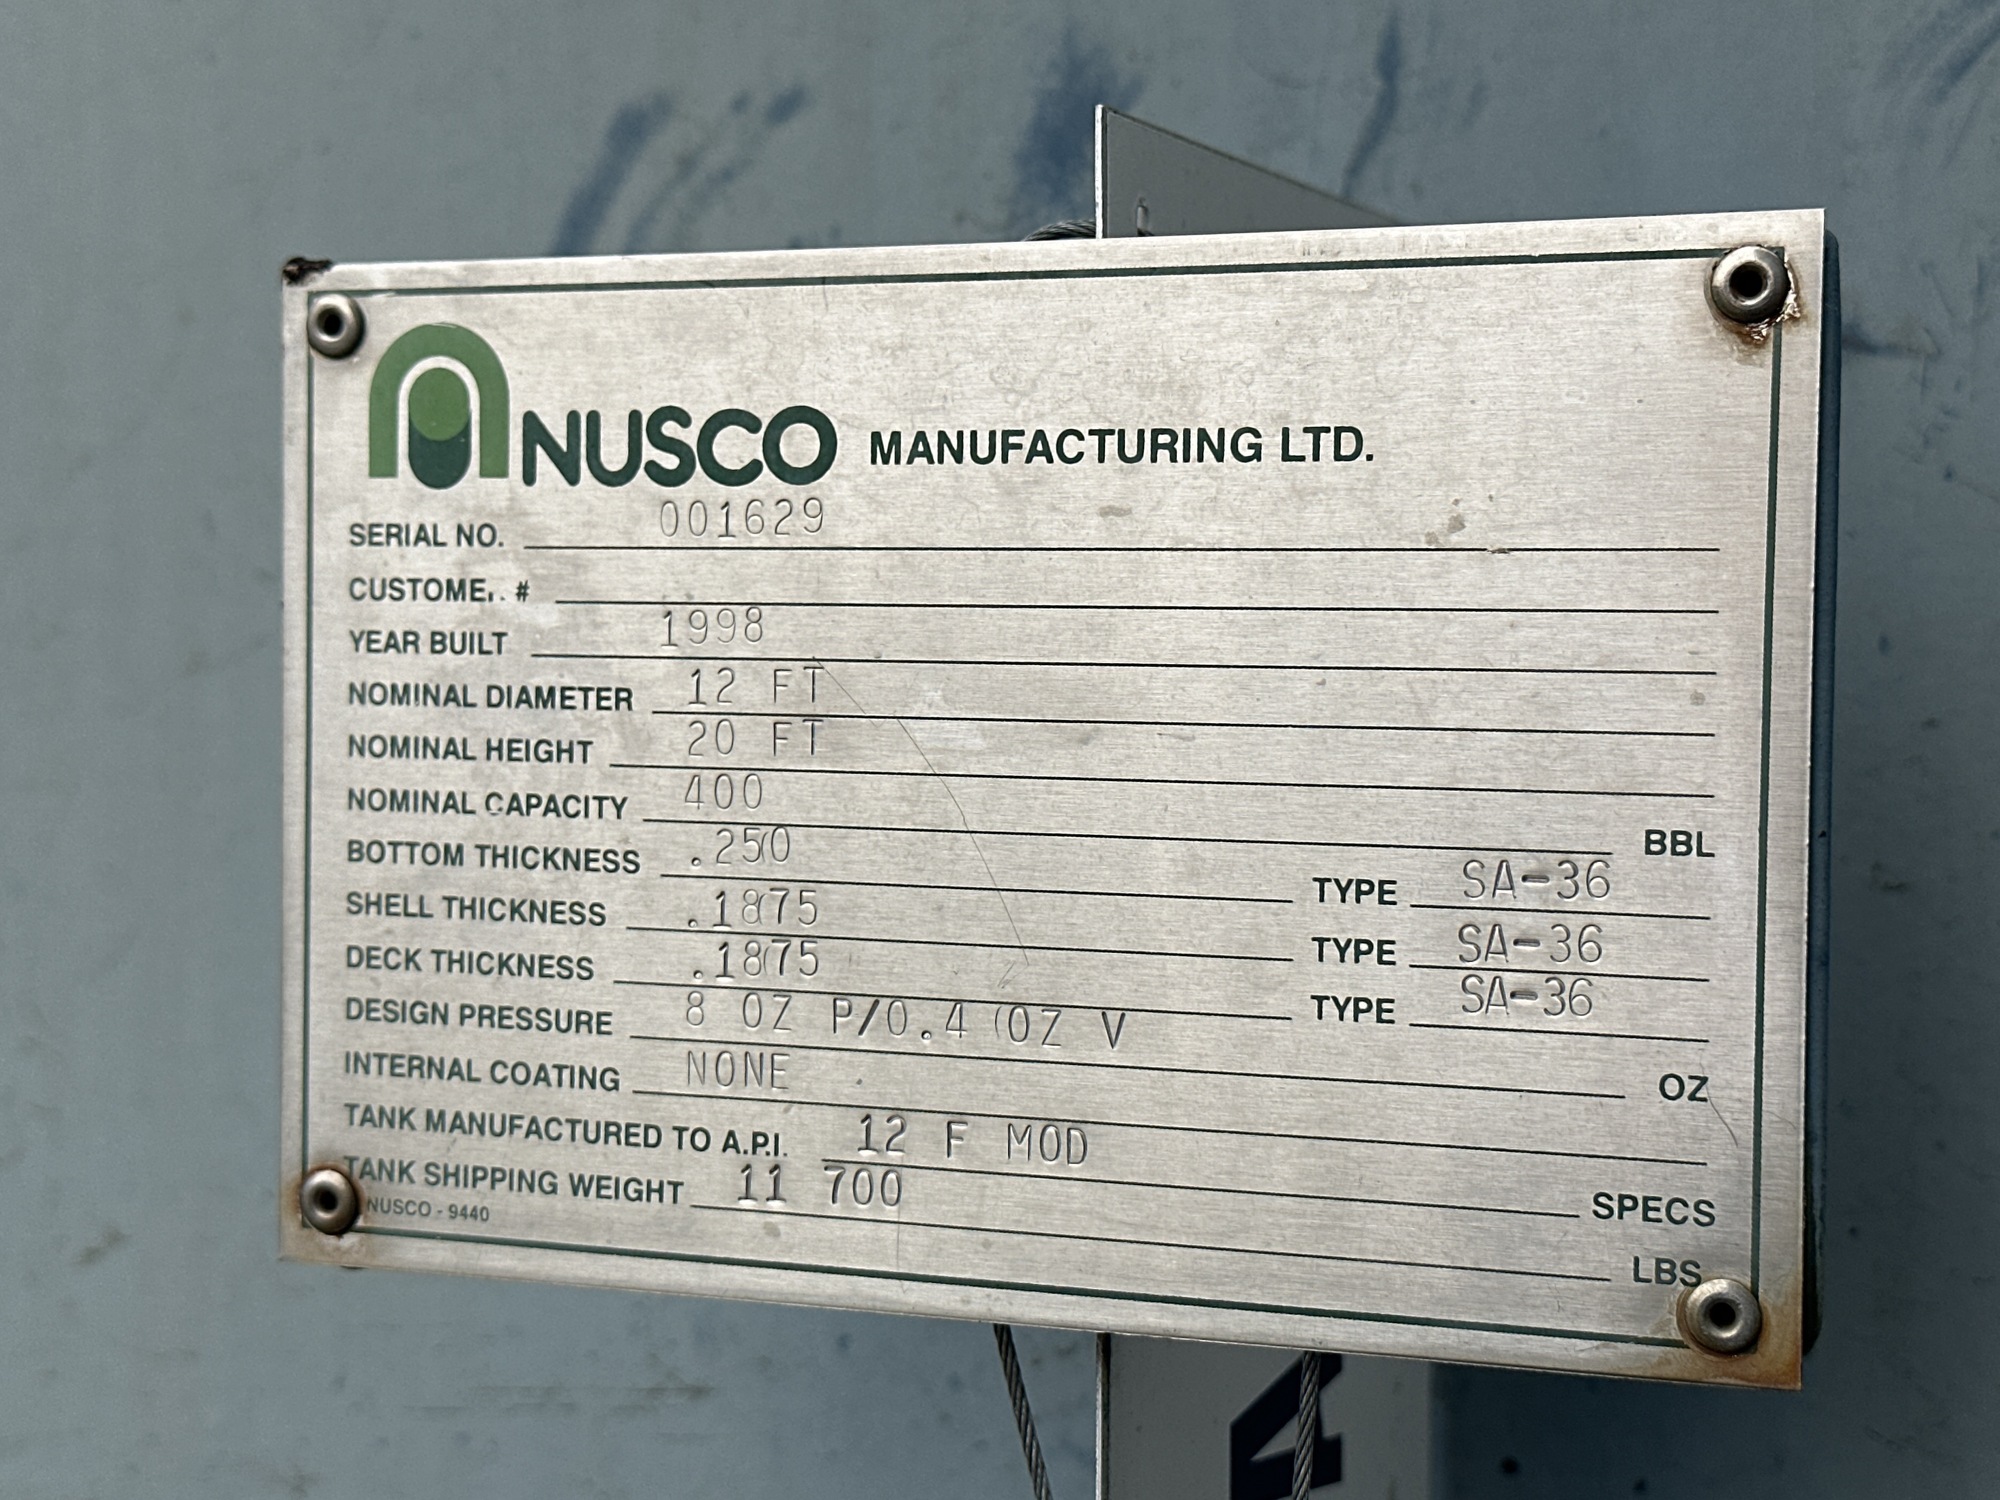 NUSCO MANUFACTURING LTD.
SERIAL NO. 001629
CUSTOMER #
YEAR BUILT 1998
NOMINAL DIAMETER 12 FT
NOMINAL HEIGHT 20 FT
NOMINAL CAPACITY 400 BBL
BOTTOM THICKNESS .250 TYPE SA-36
SHELL THICKNESS .1875 TYPE SA-36
DECK THICKNESS .1875 TYPE SA-36
DESIGN PRESSURE 8 OZ P/0.4 OZ V OZ
INTERNAL COATING NONE
TANK MANUFACTURED TO A.P.I. 12 F MOD SPECS
TANK SHIPPING WEIGHT 11 700 LBS
NUSCO - 9440